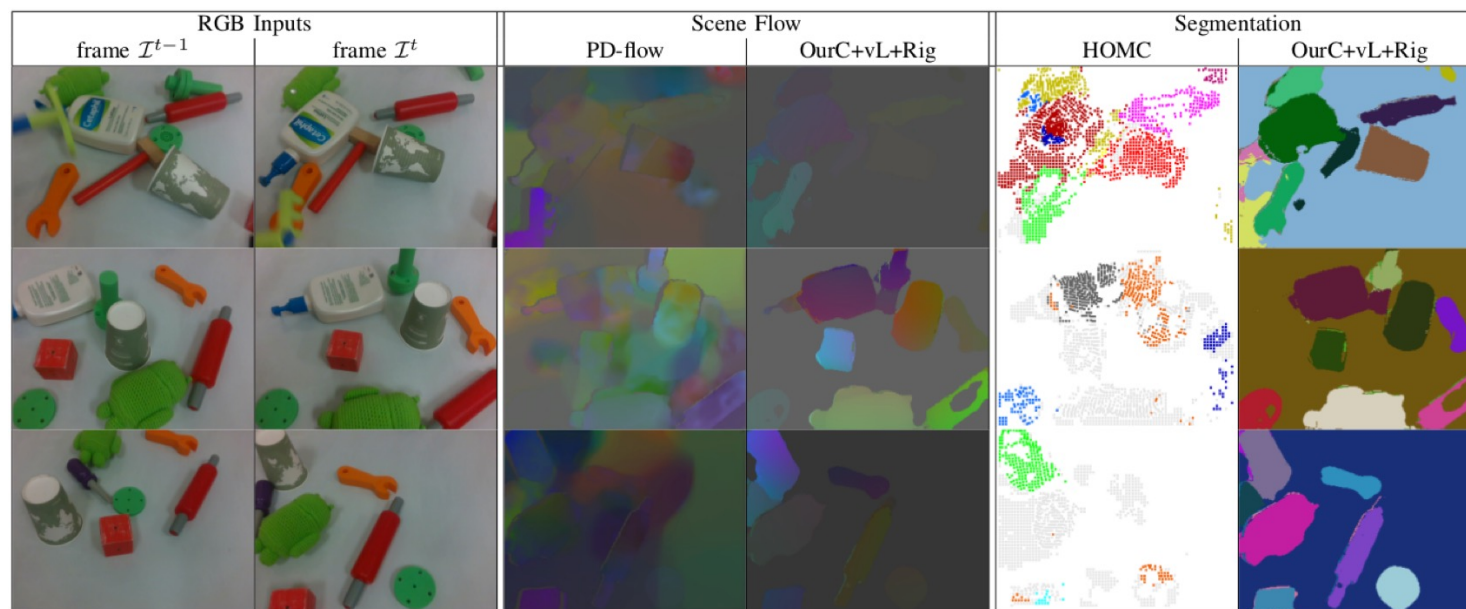 RGB Inputs Scene Flow Segmentation
frame I^{t−1} frame I^t PD-flow OurC+vL+Rig HOMC OurC+vL+Rig
Cetaphil
Cetaphil